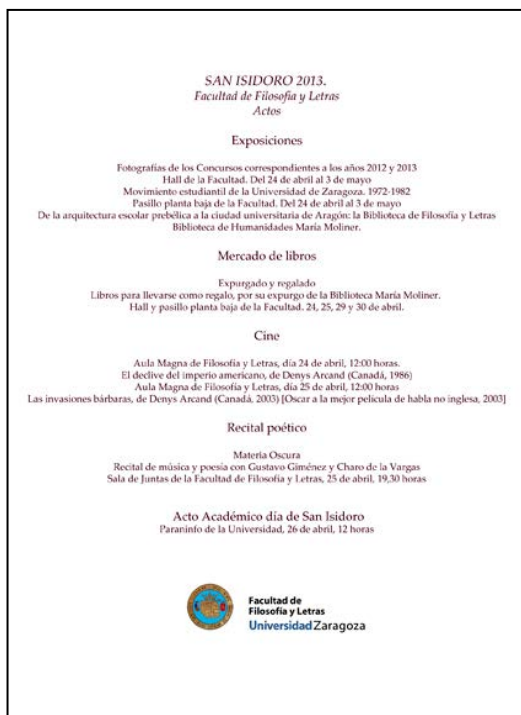 SAN ISIDORO 2013.
Facultad de Filosofía y Letras
Actos
Exposiciones
Fotografías de los Concursos correspondientes a los años 2012 y 2013
Hall de la Facultad. Del 24 de abril al 3 de mayo
Movimiento estudiantil de la Universidad de Zaragoza. 1972-1982
Pasillo planta baja de la Facultad. Del 24 de abril al 3 de mayo
De la arquitectura escolar prebélica a la ciudad universitaria de Aragón: la Biblioteca de Filosofía y Letras
Biblioteca de Humanidades María Moliner.
Mercado de libros
Expurgado y regalado
Libros para llevarse como regalo, por su expurgo de la Biblioteca María Moliner.
Hall y pasillo planta baja de la Facultad. 24, 25, 29 y 30 de abril.
Cine
Aula Magna de Filosofía y Letras, día 24 de abril, 12:00 horas.
El declive del imperio americano, de Denys Arcand (Canadá, 1986)
Aula Magna de Filosofía y Letras, día 25 de abril, 12:00 horas
Las invasiones bárbaras, de Denys Arcand (Canadá, 2003) [Oscar a la mejor película de habla no inglesa, 2003]
Recital poético
Materia Oscura
Recital de música y poesía con Gustavo Giménez y Charo de la Vargas
Sala de Juntas de la Facultad de Filosofía y Letras, 25 de abril, 19,30 horas
Acto Académico día de San Isidoro
Paraninfo de la Universidad, 26 de abril, 12 horas
Facultad de
Filosofía y Letras
Universidad Zaragoza